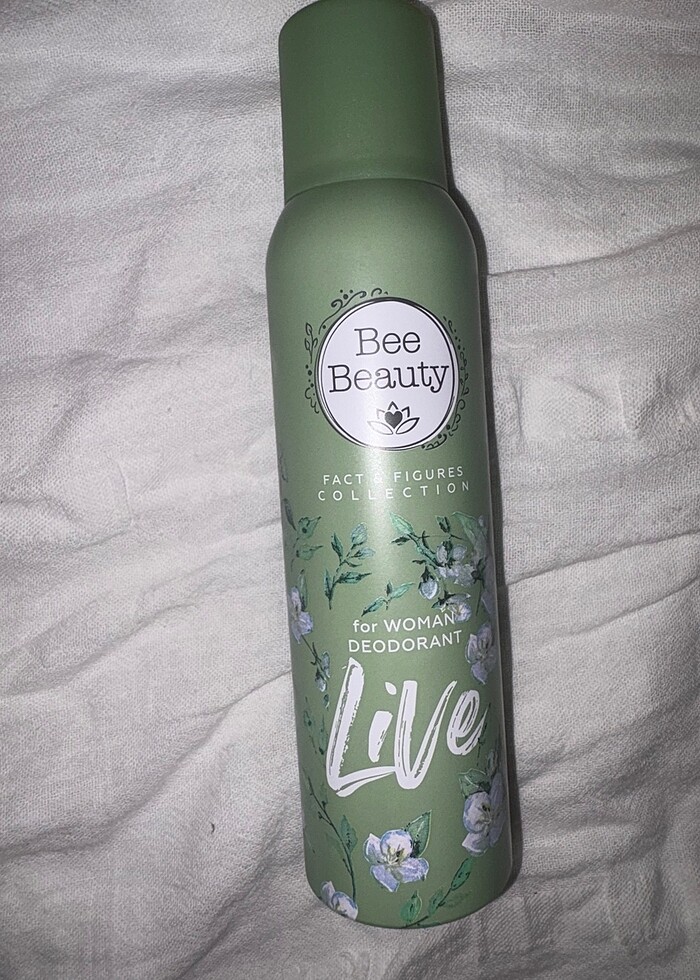 Bee
Beauty
FACT & FIGURES
COLLECTION
for WOMAN
DEODORANT
Live